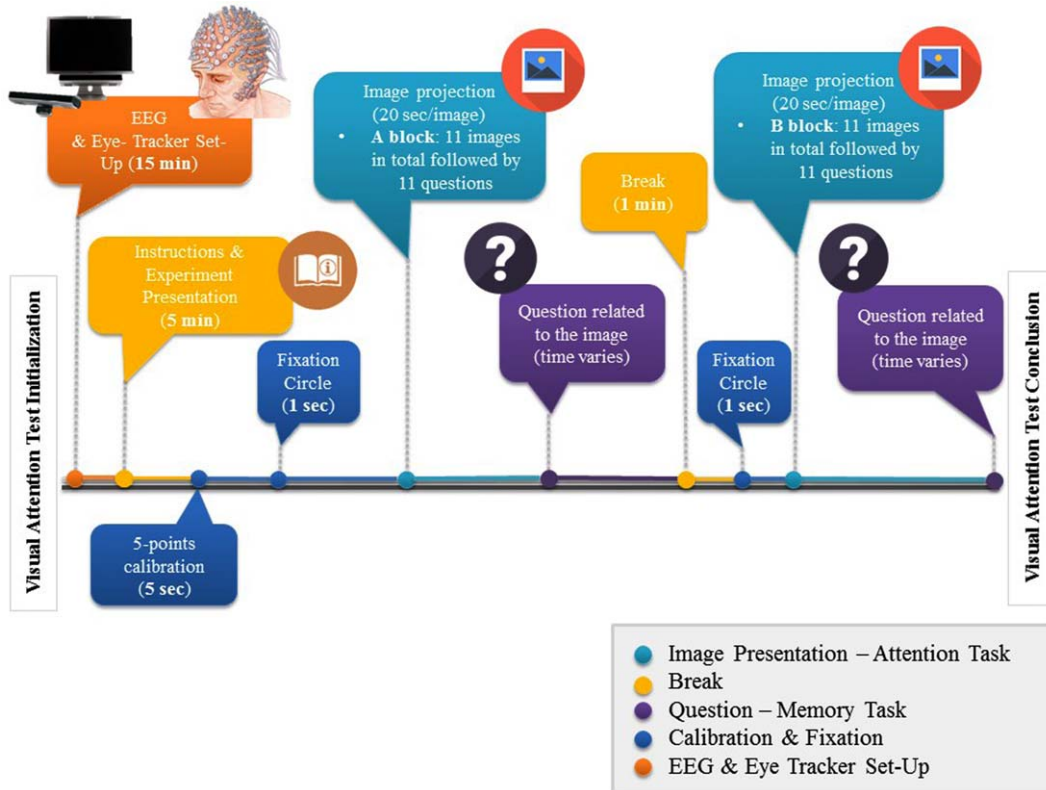 EEG
& Eye- Tracker Set-
Up (15 min)
Image projection
(20 sec/image)
• A block: 11 images
in total followed by
11 questions
Image projection
(20 sec/image)
• B block: 11 images
in total followed by
11 questions
Break
(1 min)
Instructions &
Experiment
Presentation
(5 min)
i
?
?
Question related
to the image
(time varies)
Question related
to the image
(time varies)
Fixation
Circle
(1 sec)
Fixation
Circle
(1 sec)
Visual Attention Test Initialization
Visual Attention Test Conclusion
5-points
calibration
(5 sec)
Image Presentation – Attention Task
Break
Question – Memory Task
Calibration & Fixation
EEG & Eye Tracker Set-Up